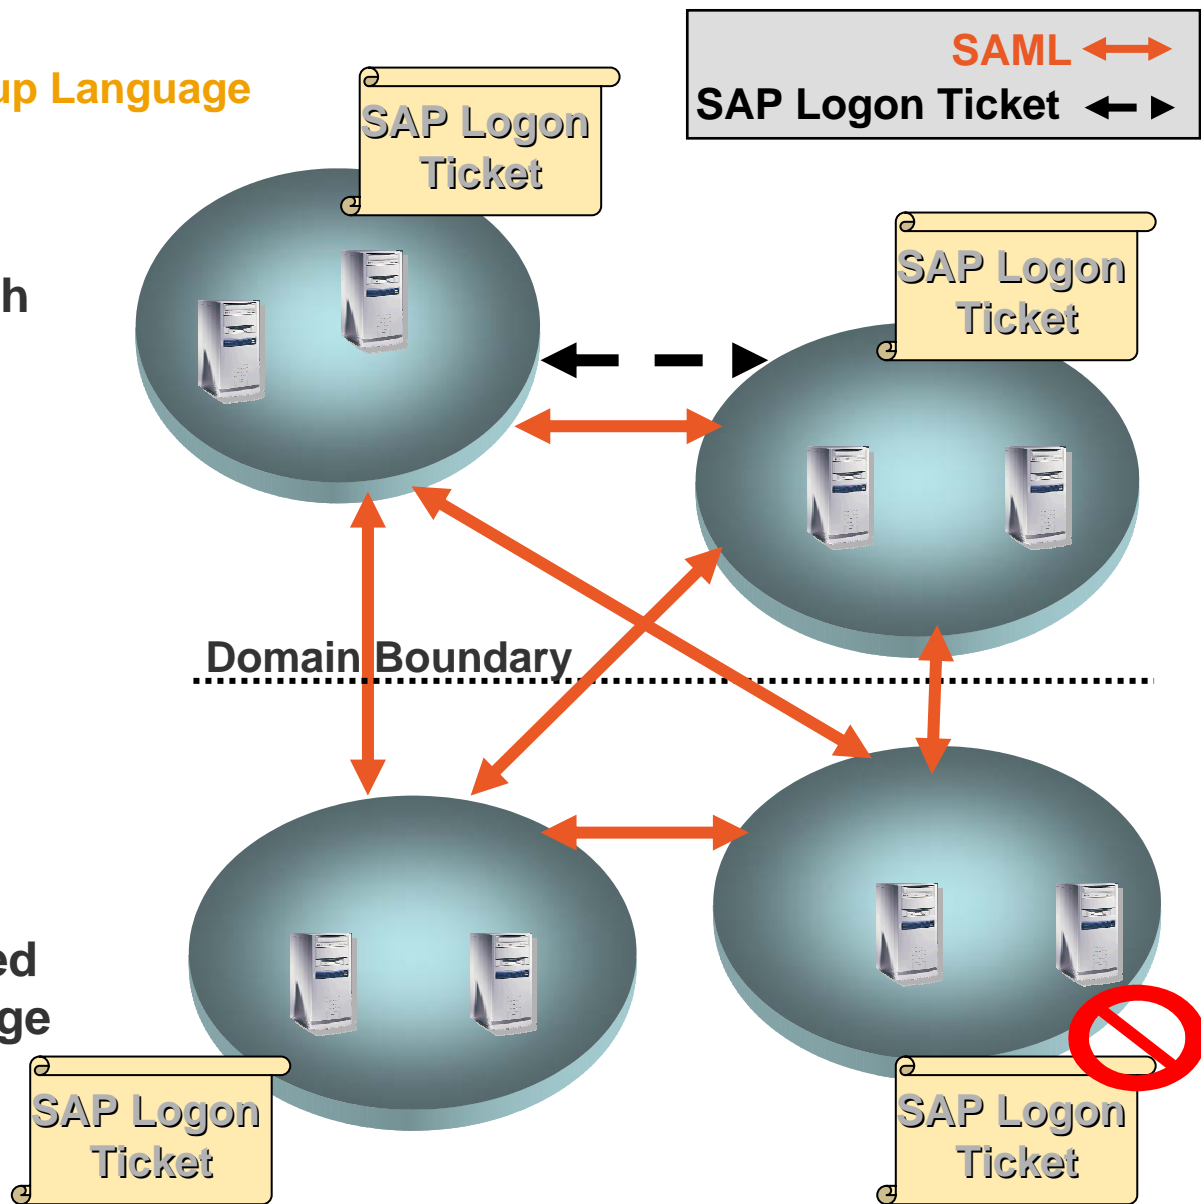 up Language
SAML
SAP Logon Ticket
SAP Logon
Ticket
SAP Logon
Ticket
h
Domain Boundary
ed
ge
SAP Logon
Ticket
SAP Logon
Ticket